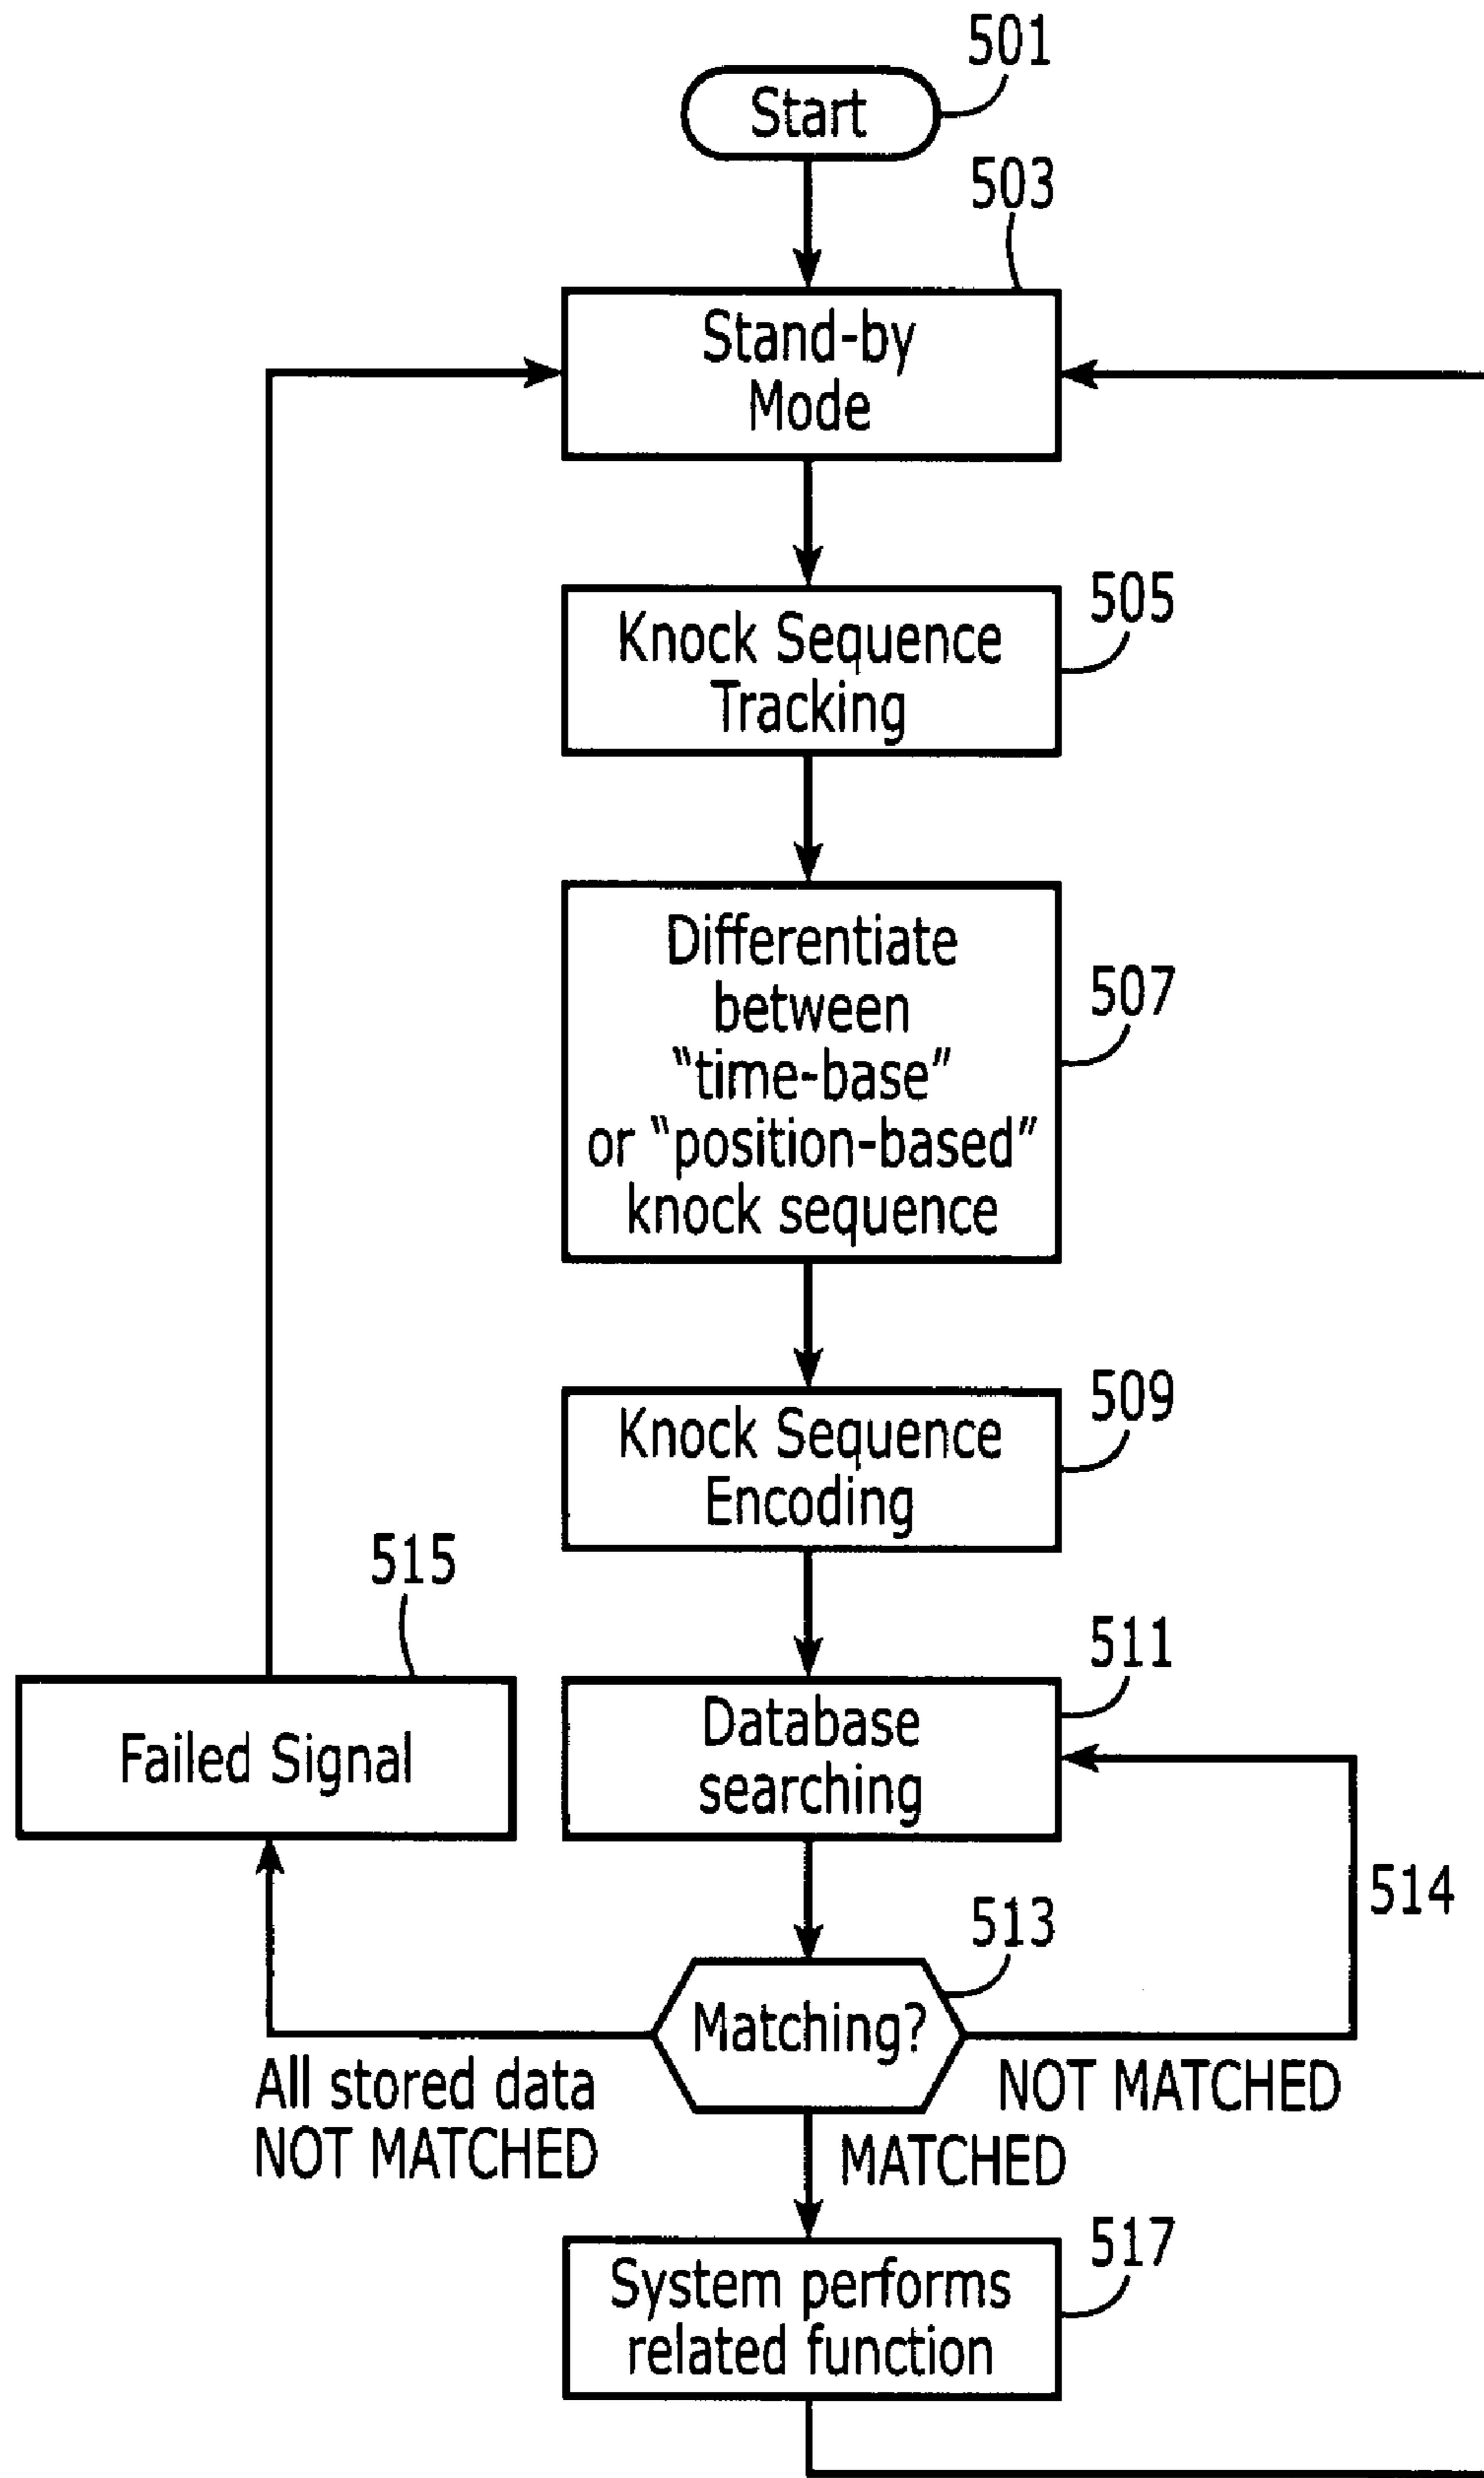 501
Start
503
Stand-by
Mode
505
Knock Sequence
Tracking
507
Differentiate
between
“time-base”
or “position-based”
knock sequence
509
Knock Sequence
Encoding
515
Failed Signal
511
Database
searching
514
513
Matching?
All stored data
NOT MATCHED
NOT MATCHED
MATCHED
517
System performs
related function